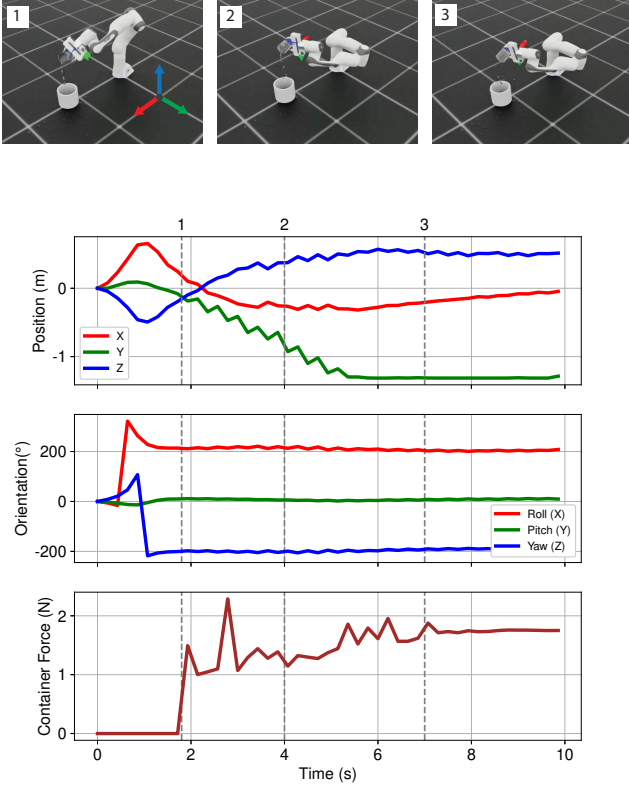 1
2
3
1
2
3
0
-1
Position (m)
X
Y
Z
200
0
-200
Orientation(°)
Roll (X)
Pitch (Y)
Yaw (Z)
2
1
0
Container Force (N)
0
2
4
6
8
10
Time (s)